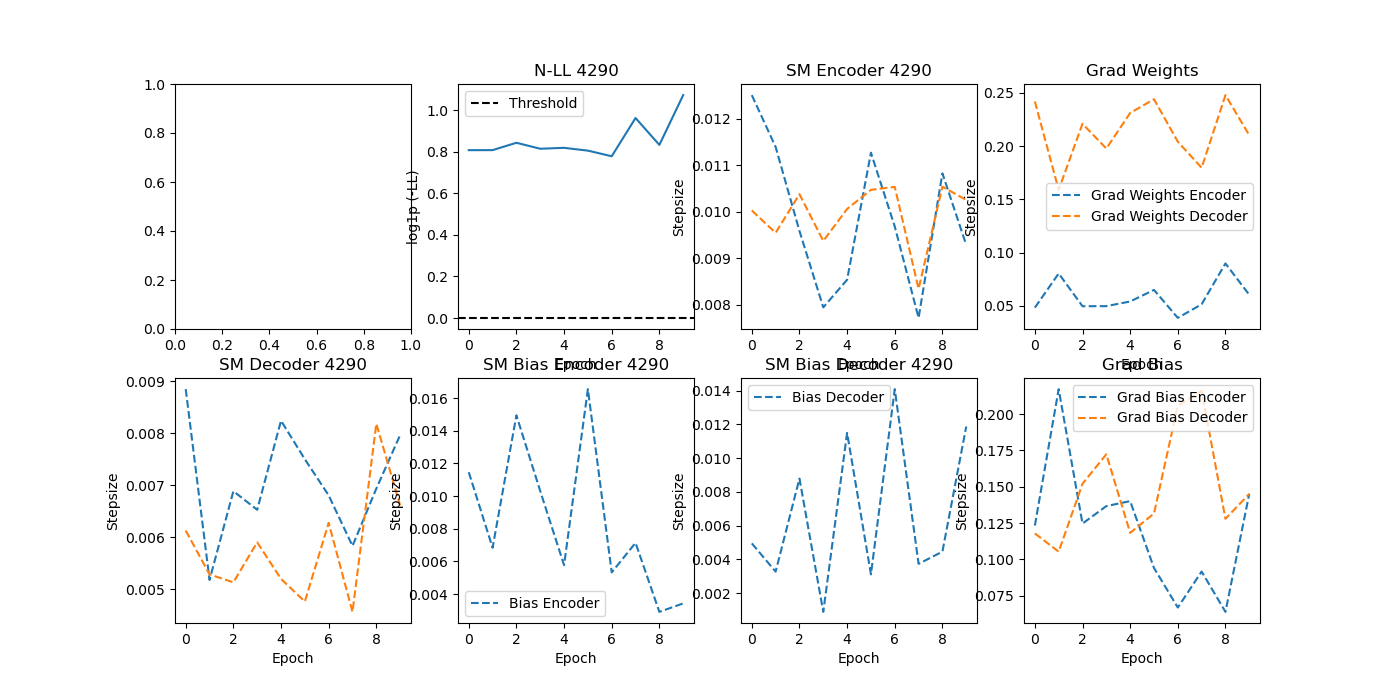 N-LL 4290
SM Encoder 4290
Grad Weights
1.0
0.8
0.6
0.4
0.2
0.0
0.0 0.2 0.4 0.6 0.8 1.0
log1p (-LL)
1.0
0.8
0.6
0.4
0.2
0.0
Threshold
0 2 4 6 8
Epoch
Stepsize
0.012
0.011
0.010
0.009
0.008
0 2 4 6 8
Epoch
Stepsize
0.25
0.20
0.15
0.10
0.05
Grad Weights Encoder
Grad Weights Decoder
0 2 4 6 8
Epoch
SM Decoder 4290
SM Bias Encoder 4290
SM Bias Decoder 4290
Grad Bias
Stepsize
0.009
0.008
0.007
0.006
0.005
0 2 4 6 8
Epoch
Stepsize
0.016
0.014
0.012
0.010
0.008
0.006
0.004
Bias Encoder
0 2 4 6 8
Epoch
Stepsize
0.014
0.012
0.010
0.008
0.006
0.004
0.002
Bias Decoder
0 2 4 6 8
Epoch
Stepsize
0.200
0.175
0.150
0.125
0.100
0.075
Grad Bias Encoder
Grad Bias Decoder
0 2 4 6 8
Epoch